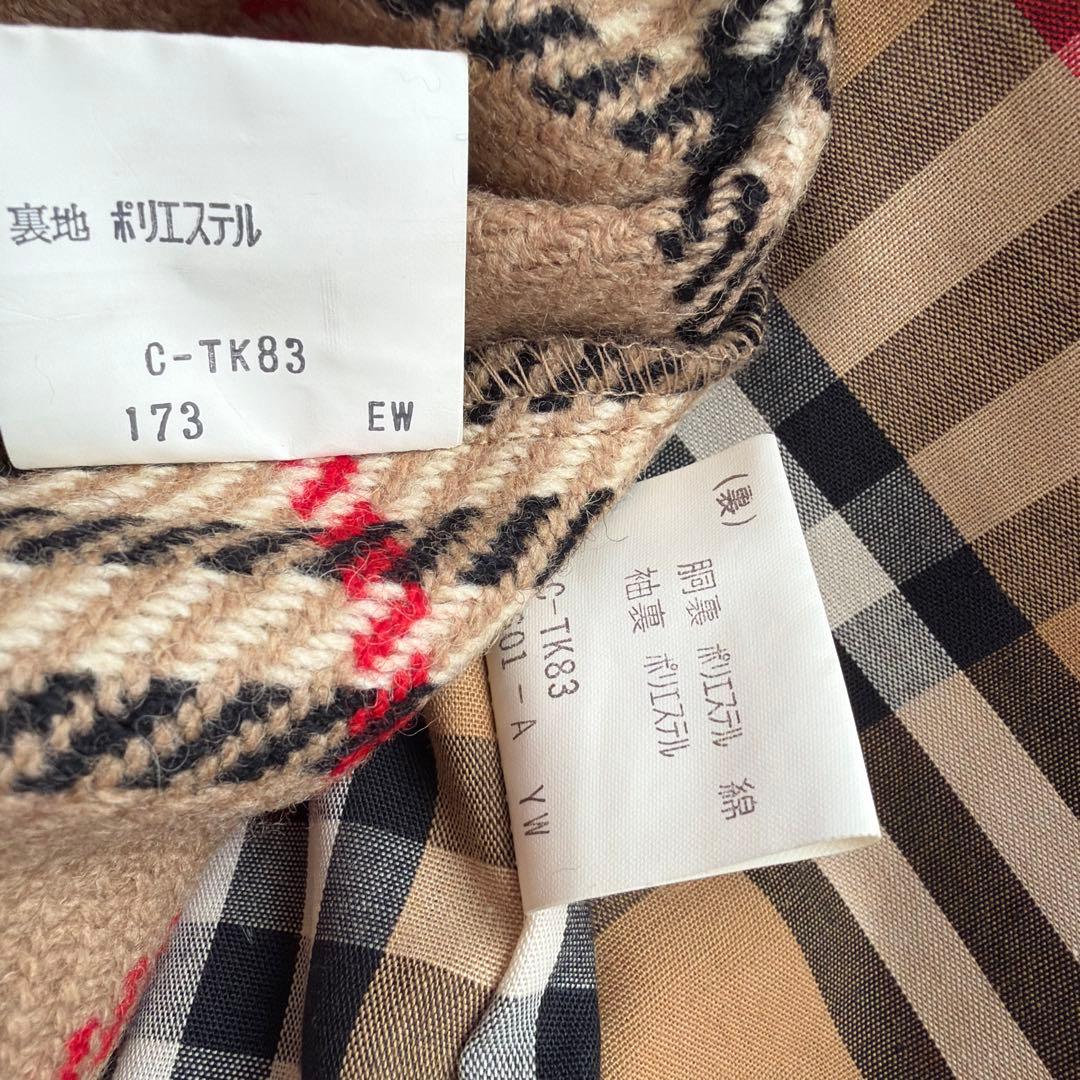 裏地 ポリエステル
C-TK83
173 EW
(裏)
胴裏 ポリエステル 綿
袖裏 ポリエステル
C-TK83
01-A YW